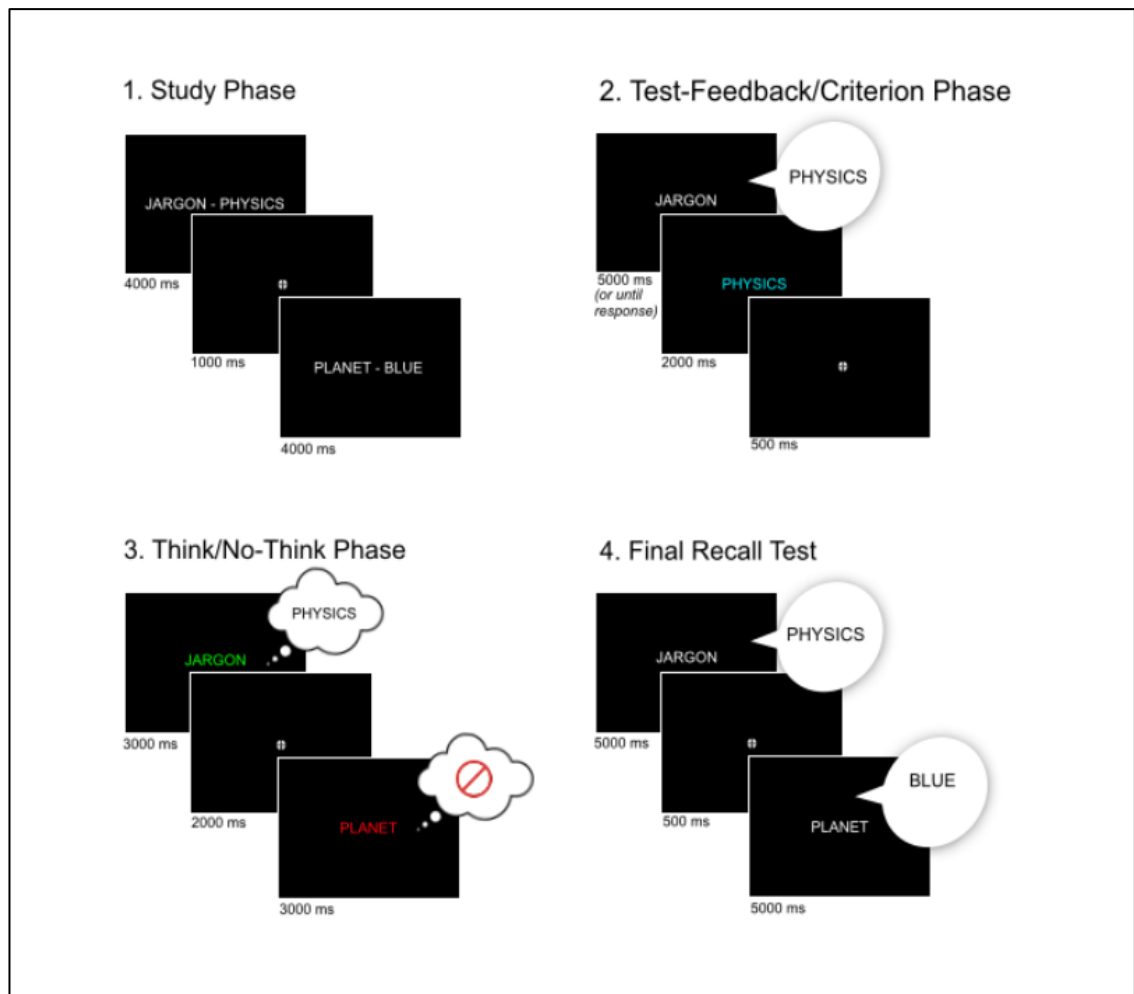 1. Study Phase
JARGON - PHYSICS
4000 ms
1000 ms
PLANET - BLUE
4000 ms
2. Test-Feedback/Criterion Phase
PHYSICS
JARGON
5000 ms
(or until
response)
PHYSICS
2000 ms
500 ms
3. Think/No-Think Phase
PHYSICS
JARGON
3000 ms
2000 ms
PLANET
3000 ms
4. Final Recall Test
PHYSICS
JARGON
5000 ms
500 ms
BLUE
PLANET
5000 ms